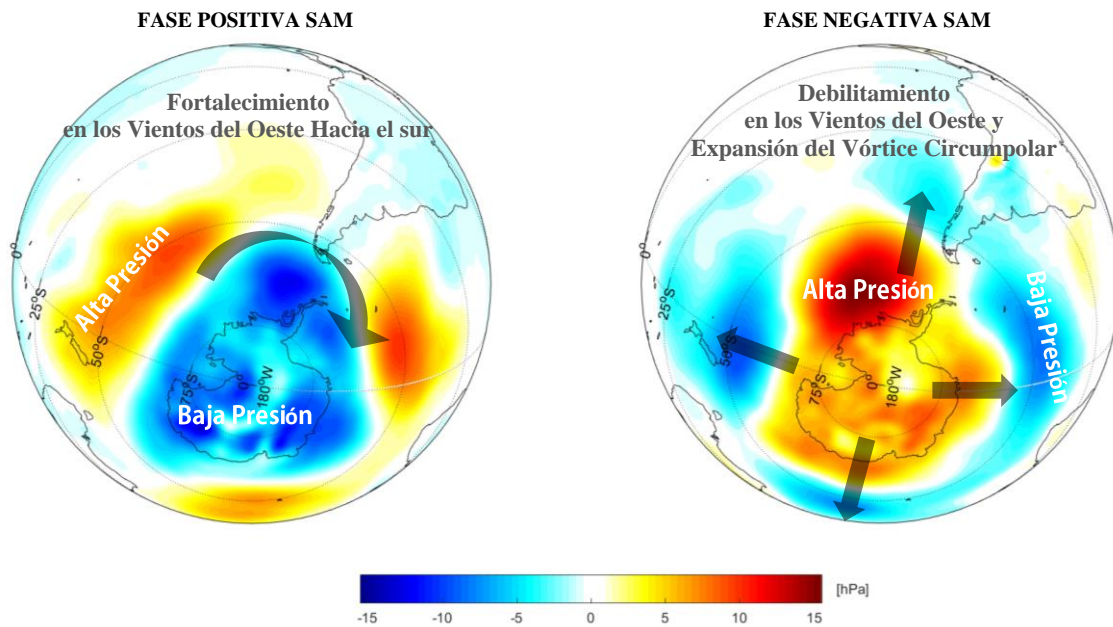 FASE POSITIVA SAM
Fortalecimiento
en los Vientos del Oeste Hacia el sur
Alta Presión
Baja Presión
0°
25°S
50°S
75°S
0°
180°W
FASE NEGATIVA SAM
Debilitamiento
en los Vientos del Oeste y
Expansión del Vórtice Circumpolar
Alta Presión
Baja Presión
0°
25°S
50°S
75°S
0°
180°W
-15 -10 -5 0 5 10 15
[hPa]